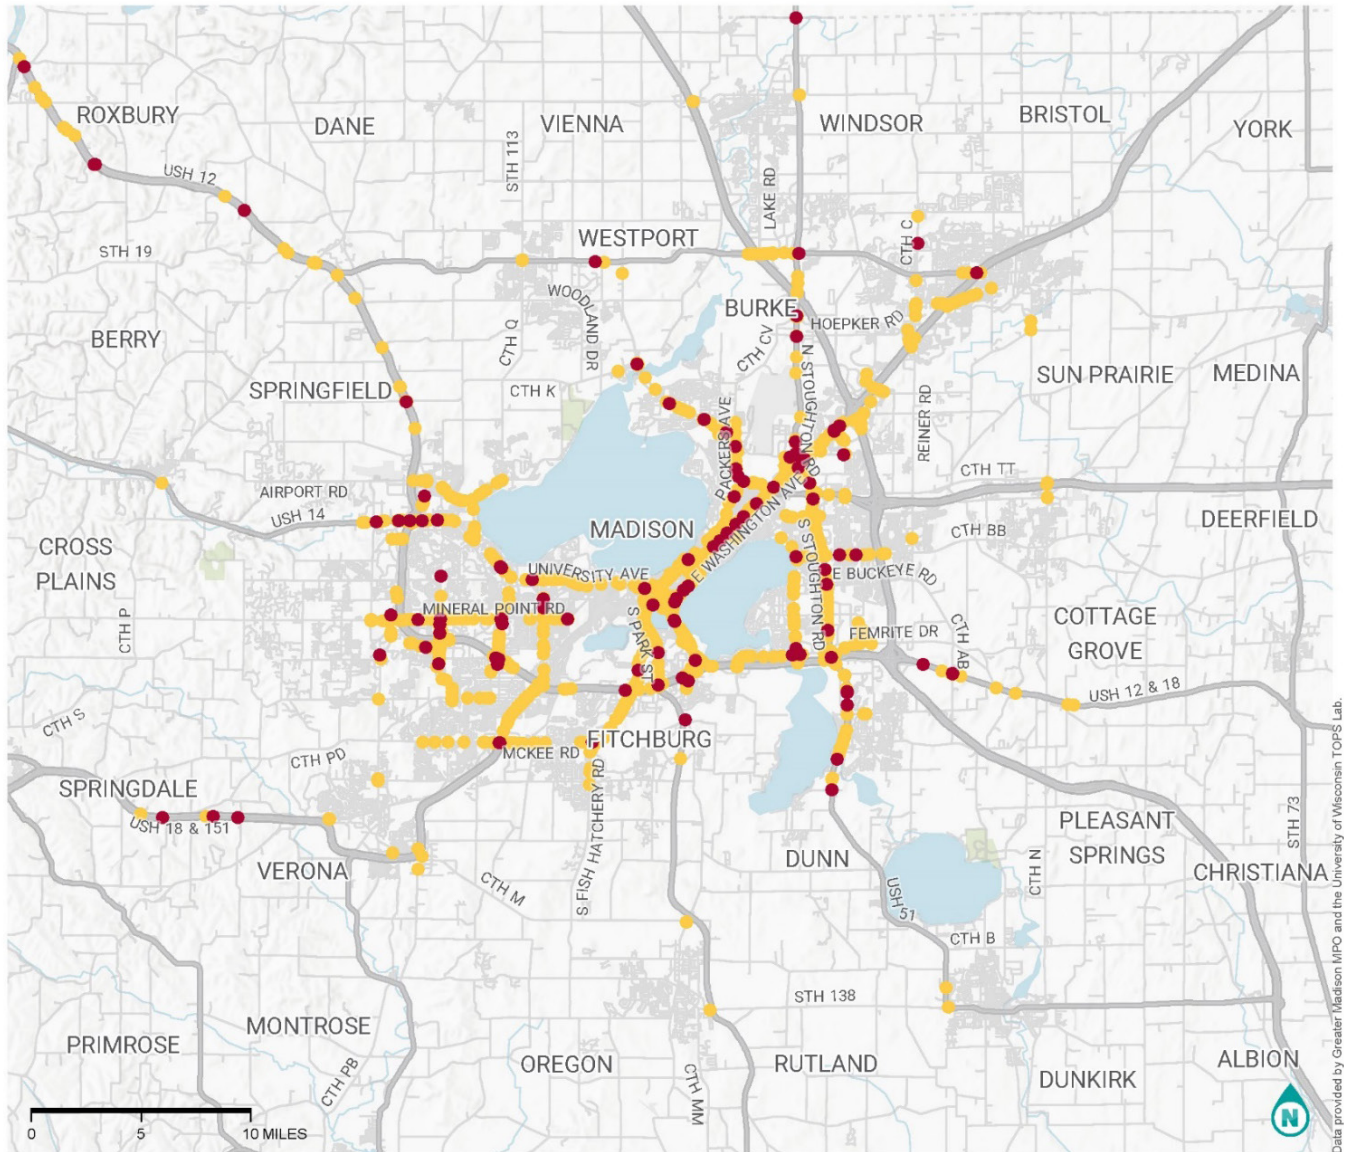 ROXBURY
DANE
VIENNA
WINDSOR
BRISTOL
YORK
STH 113
USH 12
LAKE RD
CTH C
STH 19
WESTPORT
WOODLAND DR
BURKE
HOEPKER RD
BERRY
CTH Q
CTH CV
N STOUGHTON RD
SPRINGFIELD
CTH K
SUN PRAIRIE
MEDINA
PACKERS AVE
REINER RD
AIRPORT RD
CTH TT
USH 14
MADISON
E WASHINGTON AVE
CTH BB
DEERFIELD
CROSS
PLAINS
UNIVERSITY AVE
S STOUGHTON RD
E BUCKEYE RD
MINERAL POINT RD
CTH P
S PARK ST
FEMRITE DR
CTH AB
COTTAGE
GROVE
USH 12 & 18
CTH S
FITCHBURG
MCKEE RD
CTH PD
SPRINGDALE
USH 18 & 151
S FISH HATCHERY RD
STH 73
PLEASANT
SPRINGS
VERONA
DUNN
CTH N
CHRISTIANA
CTH M
USH 51
CTH B
STH 138
MONTROSE
PRIMROSE
OREGON
RUTLAND
ALBION
CTH PB
CTH MM
DUNKIRK
N
0 5 10 MILES
Data provided by Greater Madison MPO and the University of Wisconsin TOPS Lab.